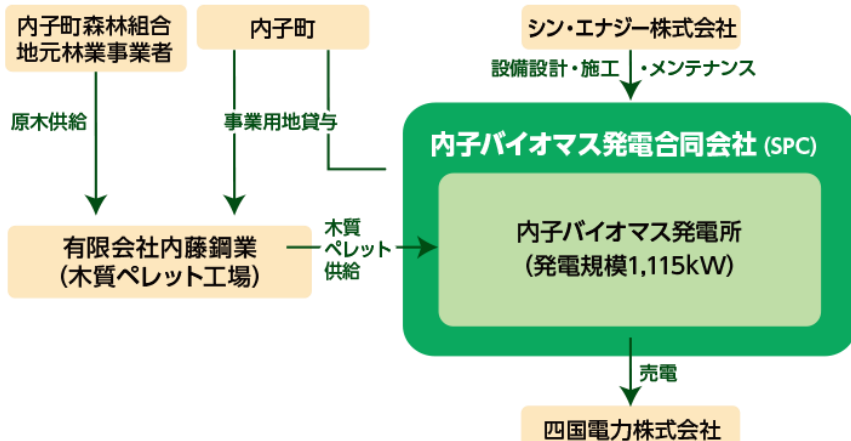 内子町森林組合
地元林業事業者
内子町
シン・エナジー株式会社
設備設計・施工・メンテナンス
原木供給
事業用地貸与
内子バイオマス発電合同会社 (SPC)
有限会社内藤鋼業
(木質ペレット工場)
木質
ペレット
供給
内子バイオマス発電所
(発電規模1,115kW)
売電
四国電力株式会社